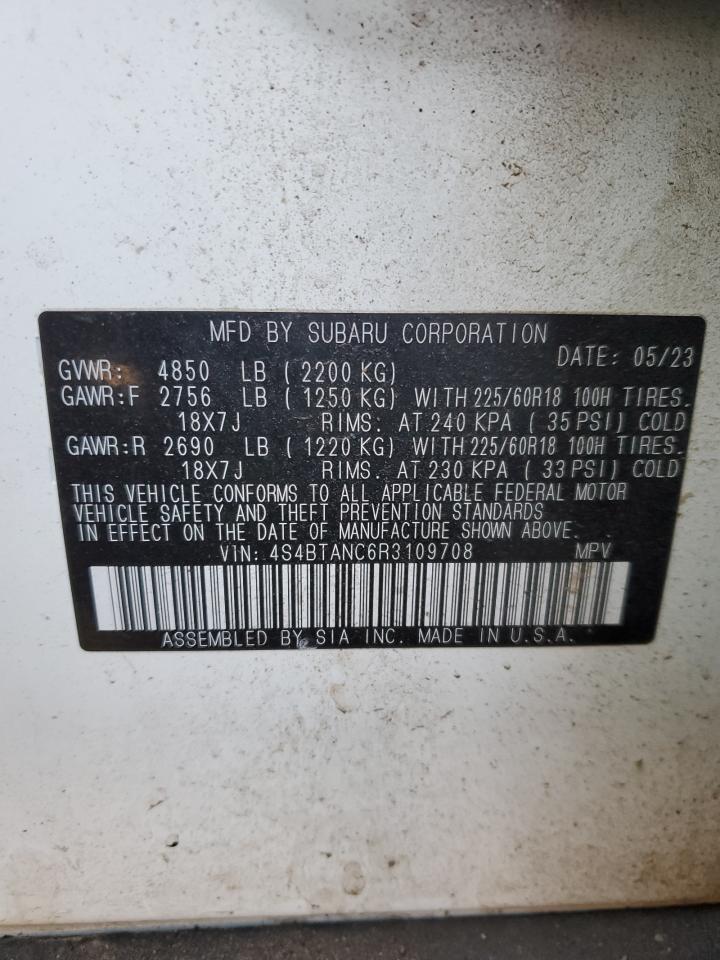 MFD BY SUBARU CORPORATION
DATE: 05/23
GVWR: 4850 LB ( 2200 KG)
GAWR:F 2756 LB ( 1250 KG) WITH 225/60R18 100H TIRES.
18X7J RIMS. AT 240 KPA ( 35 PSI) COLD
GAWR:R 2690 LB ( 1220 KG) WITH 225/60R18 100H TIRES.
18X7J RIMS. AT 230 KPA ( 33 PSI) COLD
THIS VEHICLE CONFORMS TO ALL APPLICABLE FEDERAL MOTOR
VEHICLE SAFETY AND THEFT PREVENTION STANDARDS
IN EFFECT ON THE DATE OF MANUFACTURE SHOWN ABOVE.
VIN: 4S4BTANC6R3109708 MPV
ASSEMBLED BY SIA INC. MADE IN U.S.A.